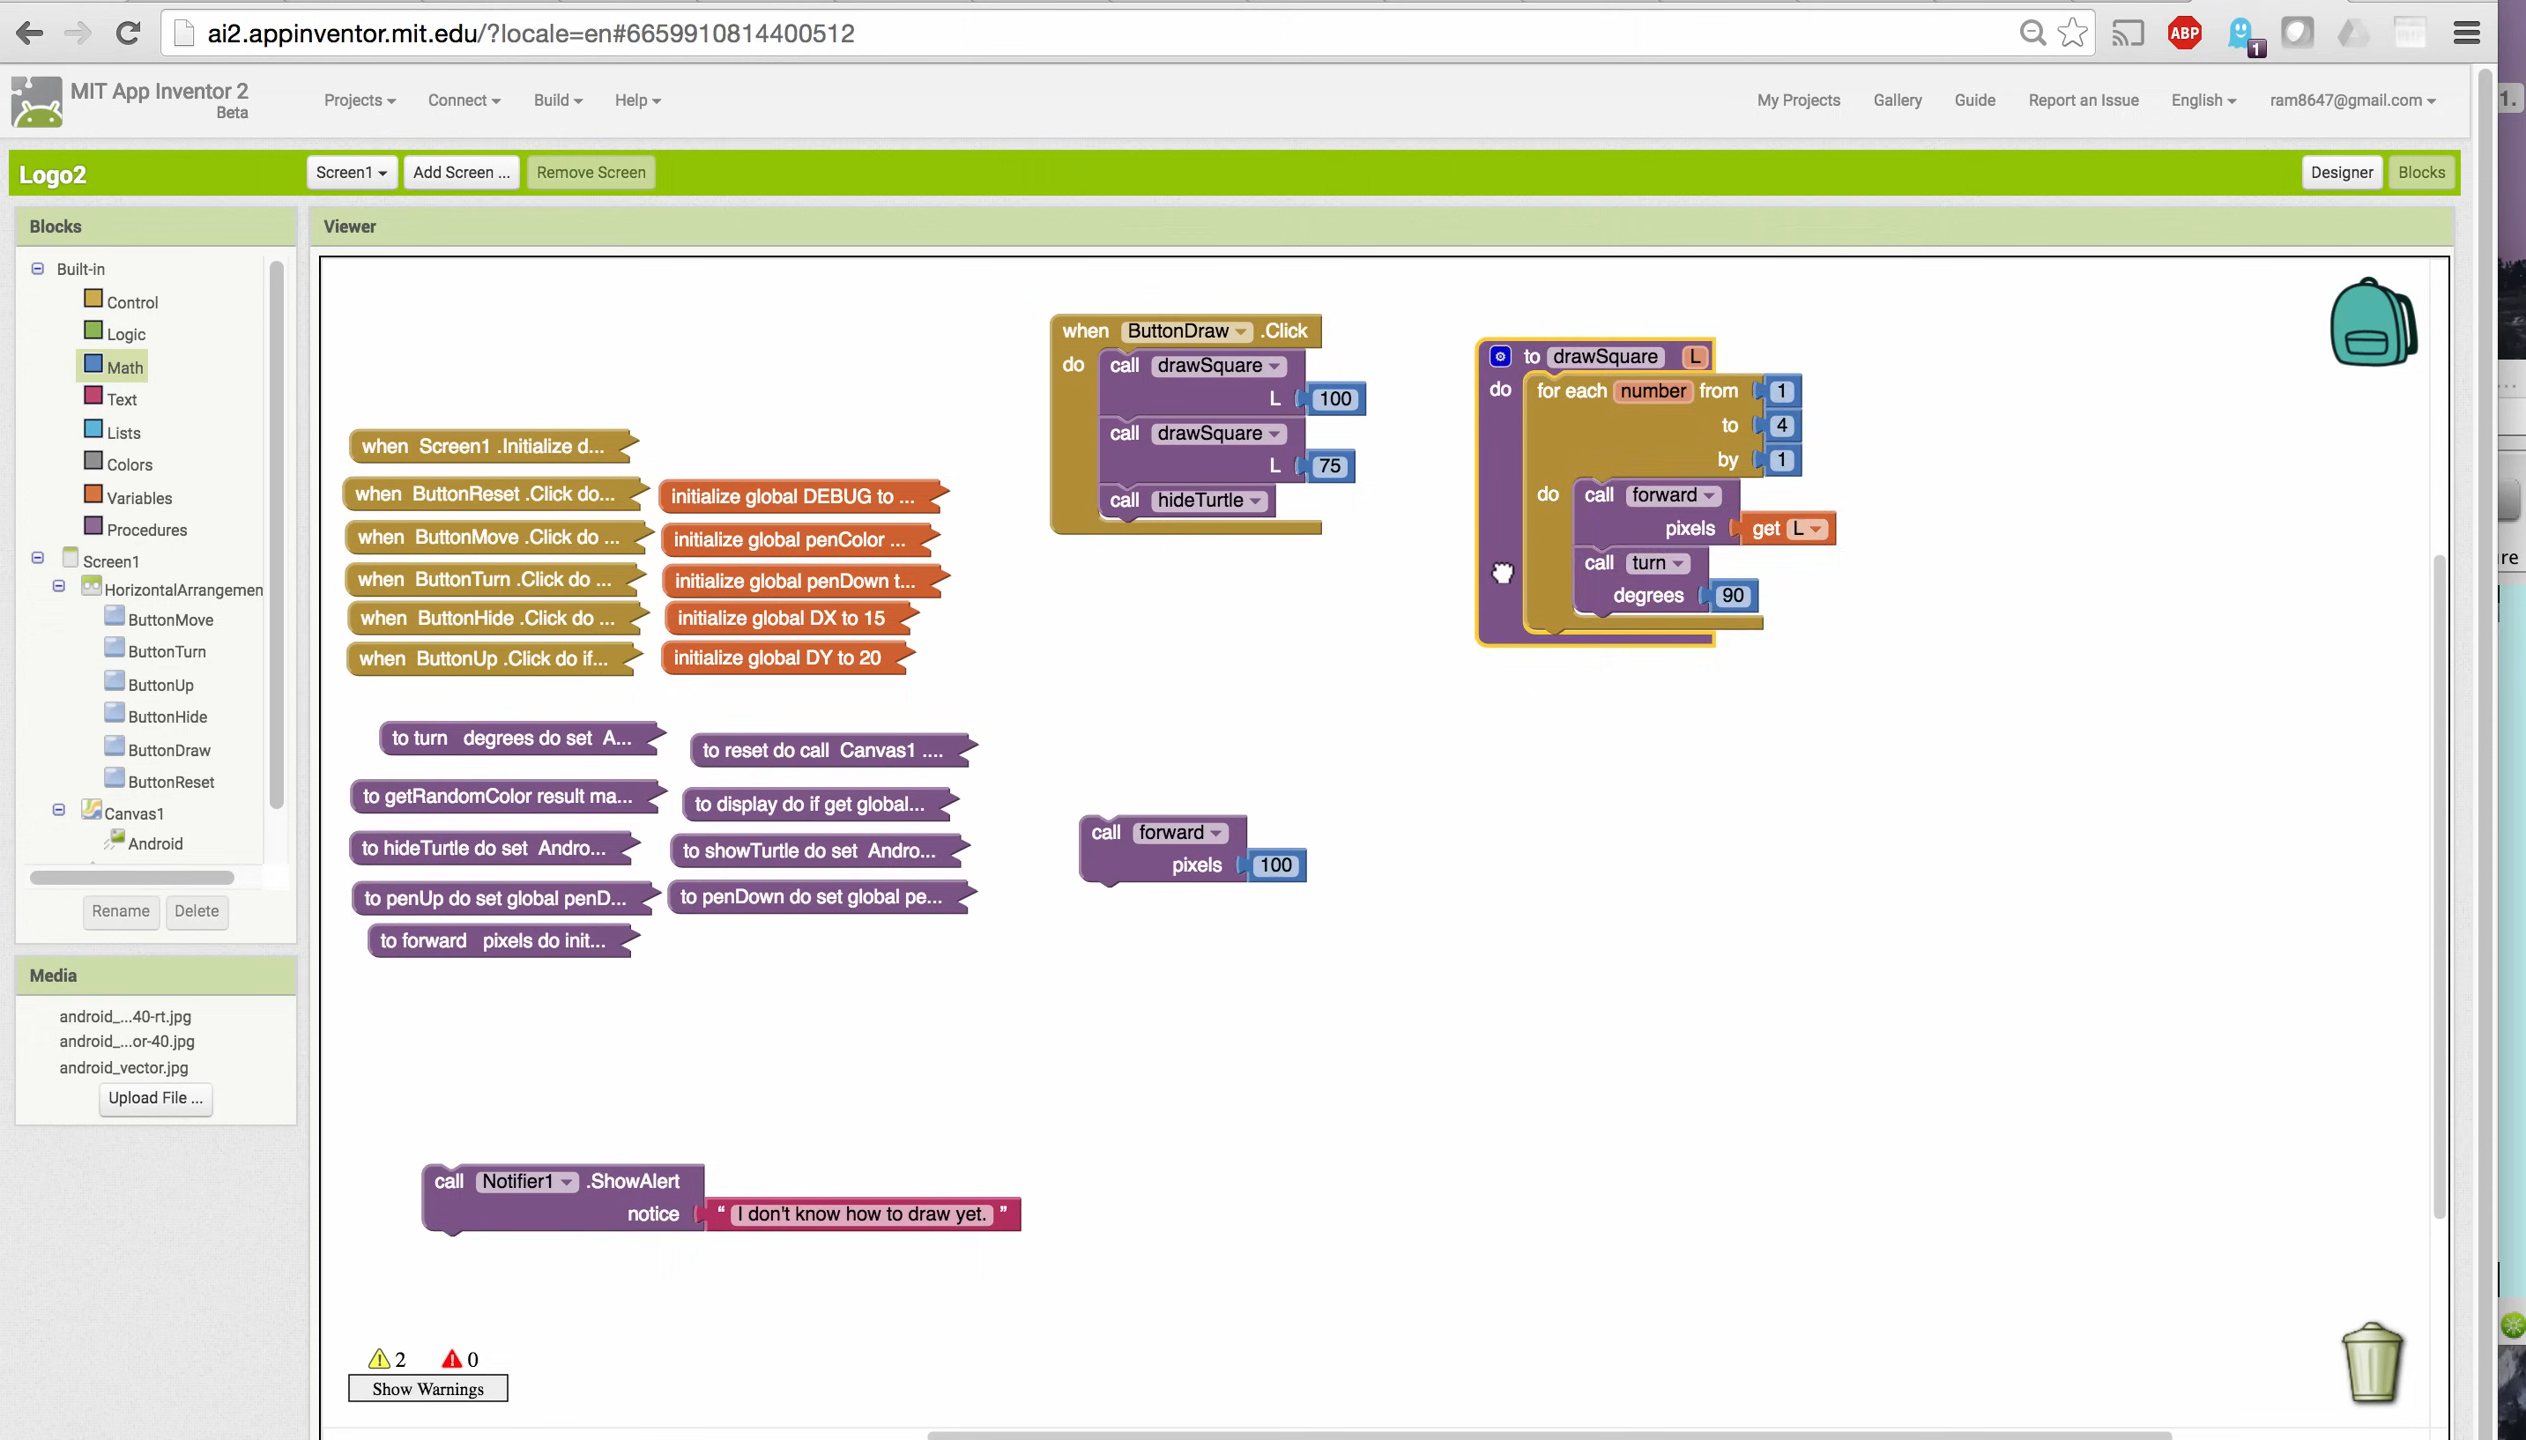 ai2.appinventor.mit.edu/?locale=en#6659910814400512
ABP
1
MIT App Inventor 2
Beta
Projects
Connect
Build
Help
My Projects
Gallery
Guide
Report an Issue
English
ram8647@gmail.com
1.
Logo2
Screen1
Add Screen ...
Remove Screen
Designer
Blocks
Blocks
Viewer
Built-in
Control
Logic
Math
Text
Lists
Colors
Variables
Procedures
Screen1
HorizontalArrangemen
ButtonMove
ButtonTurn
ButtonUp
ButtonHide
ButtonDraw
ButtonReset
Canvas1
Android
Rename
Delete
Media
android_...40-rt.jpg
android_...or-40.jpg
android_vector.jpg
Upload File ...
when Screen1 .Initialize d...
when ButtonReset .Click do...
when ButtonMove .Click do ...
when ButtonTurn .Click do ...
when ButtonHide .Click do ...
when ButtonUp .Click do if...
initialize global DEBUG to ...
initialize global penColor ...
initialize global penDown t...
initialize global DX to 15
initialize global DY to 20
to turn degrees do set A...
to reset do call Canvas1 ....
to getRandomColor result ma...
to display do if get global...
to hideTurtle do set Andro...
to showTurtle do set Andro...
to penUp do set global penD...
to penDown do set global pe...
to forward pixels do init...
when ButtonDraw .Click
do call drawSquare
L 100
call drawSquare
L 75
call hideTurtle
to drawSquare L
do for each number from 1
to 4
by 1
do call forward
pixels get L
call turn
degrees 90
call forward
pixels 100
call Notifier1 .ShowAlert
notice " I don't know how to draw yet. "
2 0
Show Warnings
re